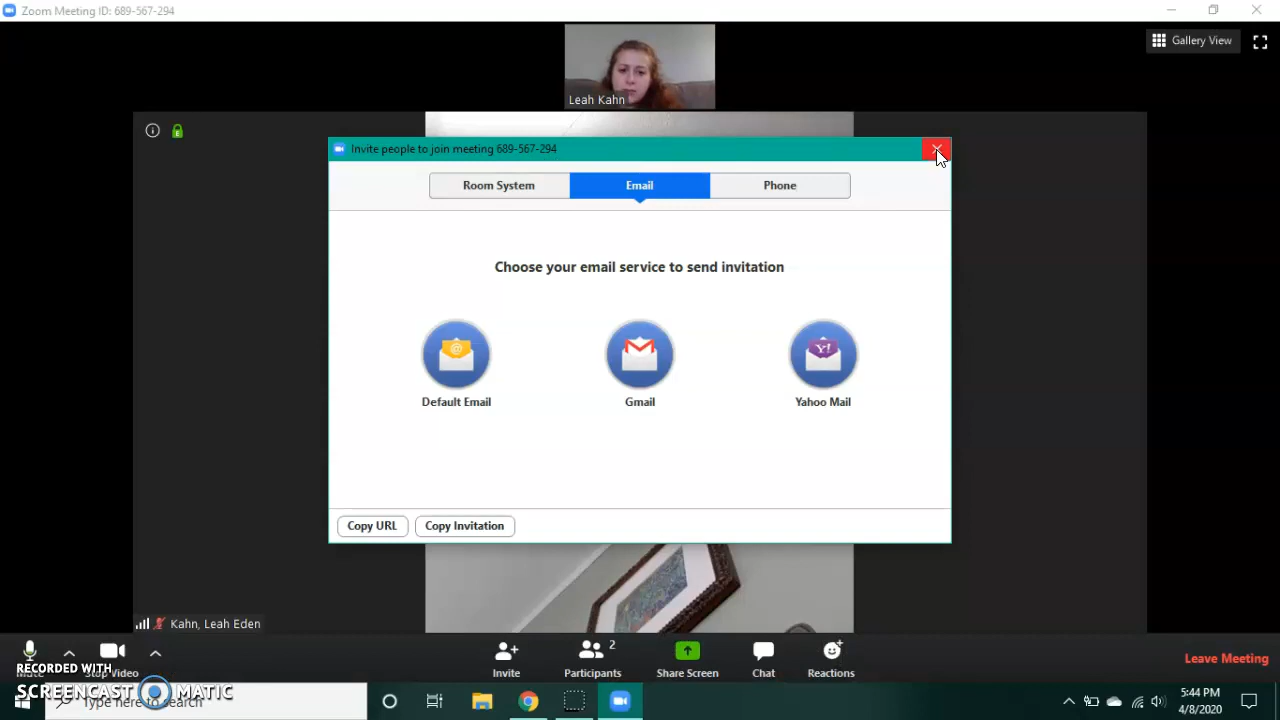 Zoom Meeting ID: 689-567-294
Gallery View
Leah Kahn
Invite people to join meeting 689-567-294
Room System
Email
Phone
Choose your email service to send invitation
@
Y!
Default Email
Gmail
Yahoo Mail
Copy URL
Copy Invitation
Kahn, Leah Eden
2
Mute
Stop Video
Invite
Participants
Share Screen
Chat
Reactions
Leave Meeting
RECORDED WITH
SCREENCAST MATIC
Type here to search
5:44 PM
4/8/2020